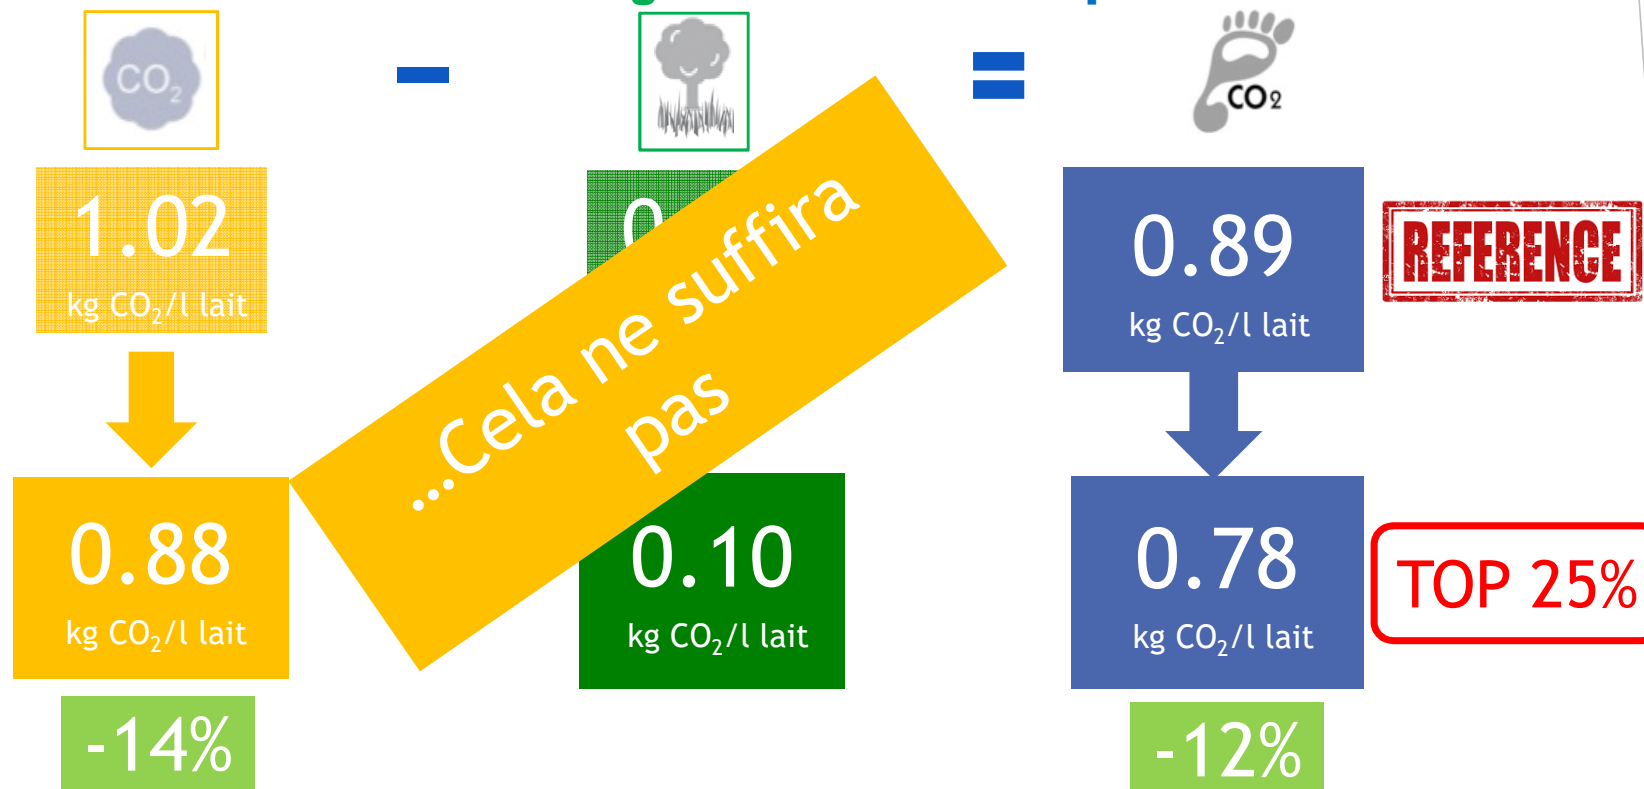 CO₂
CO₂
1.02
kg CO₂/l lait
0.89
kg CO₂/l lait
REFERENCE
...Cela ne suffira
pas
0.88
kg CO₂/l lait
0.10
kg CO₂/l lait
0.78
kg CO₂/l lait
TOP 25%
-14%
-12%